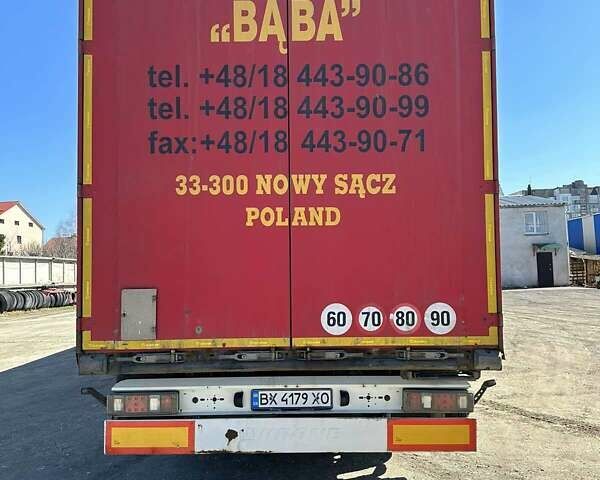 „BĄBA”
tel. +48/18 443-90-86
tel. +48/18 443-90-99
fax:+48/18 443-90-71
33-300 NOWY SĄCZ
POLAND
60 70 80 90
BX 4179 XO